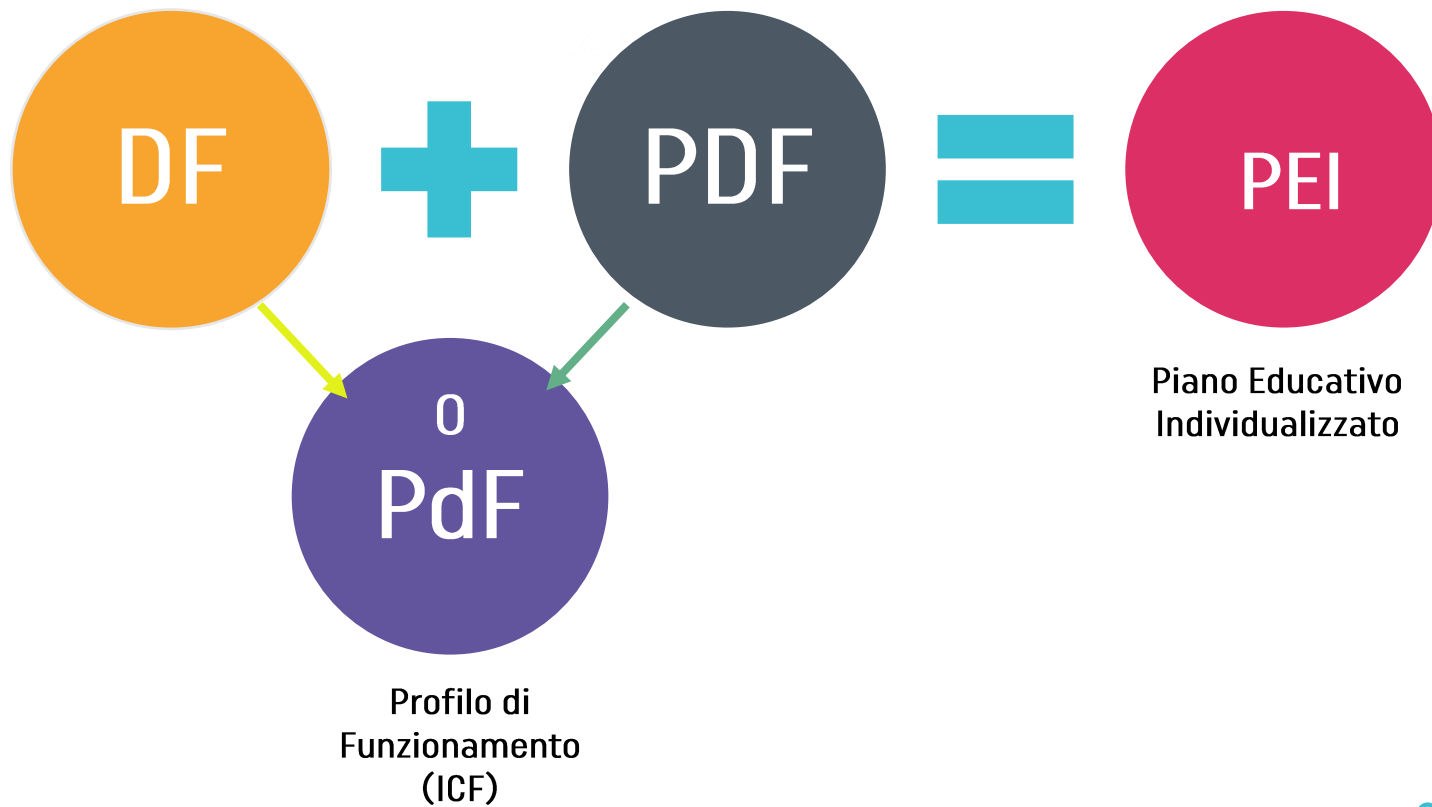 DF
PDF
PEI
Piano Educativo
Individualizzato
O
PdF
Profilo di
Funzionamento
(ICF)